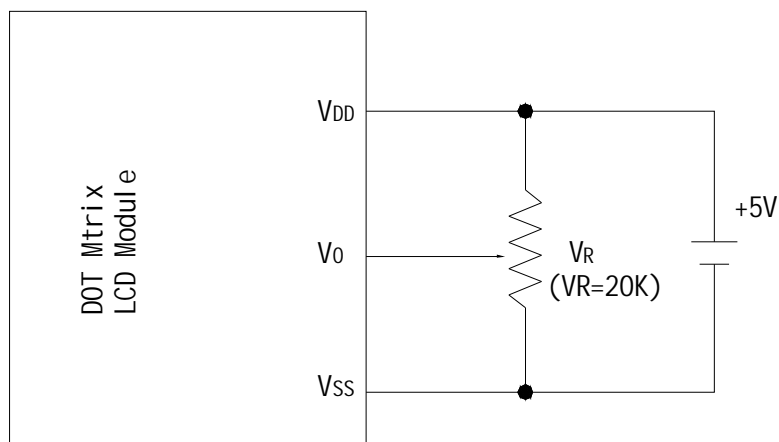 VDD
DOT Mtrix
LCD Module
+5V
V0
VR
(VR=20K)
VSS